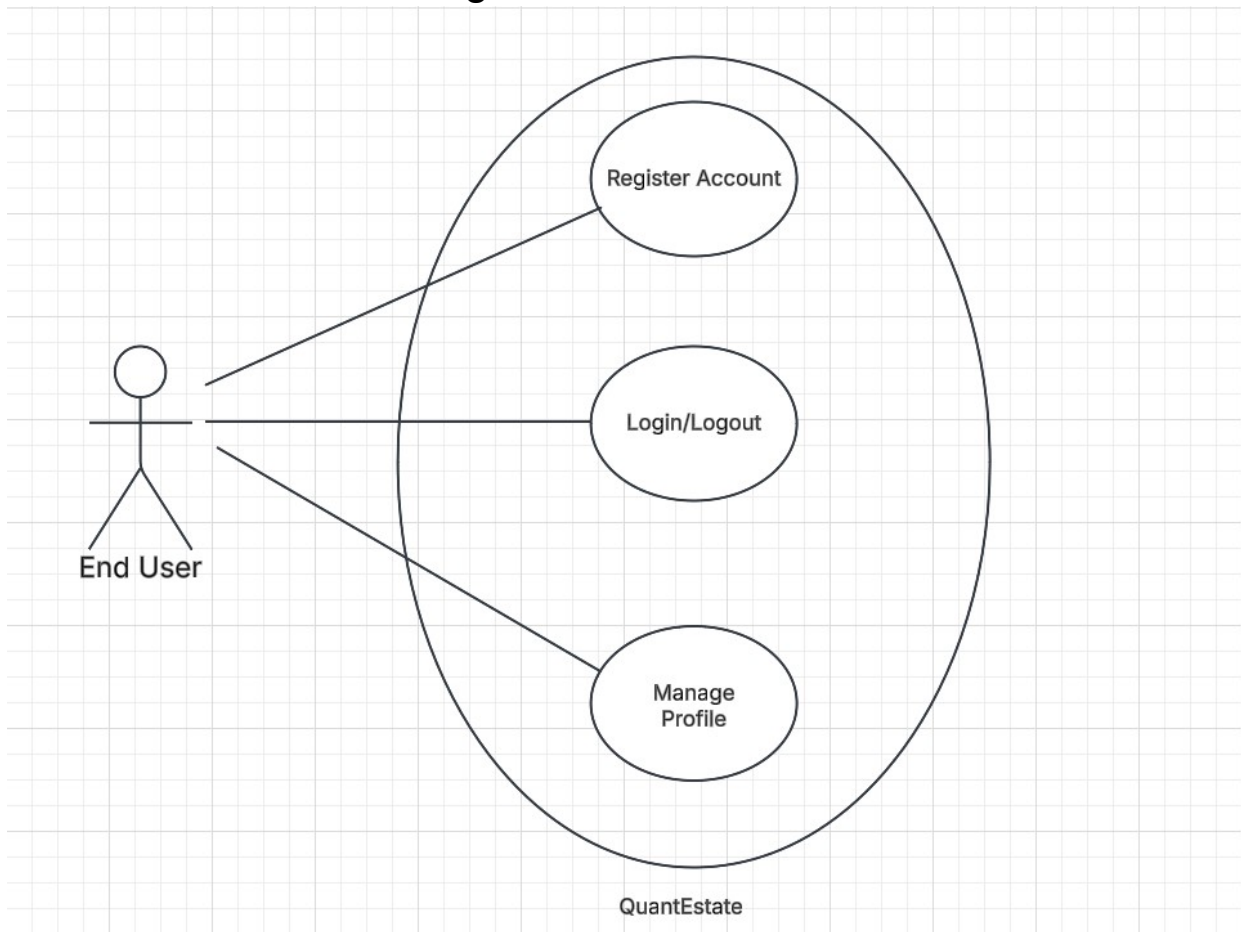 Register Account
Login/Logout
End User
Manage
Profile
QuantEstate